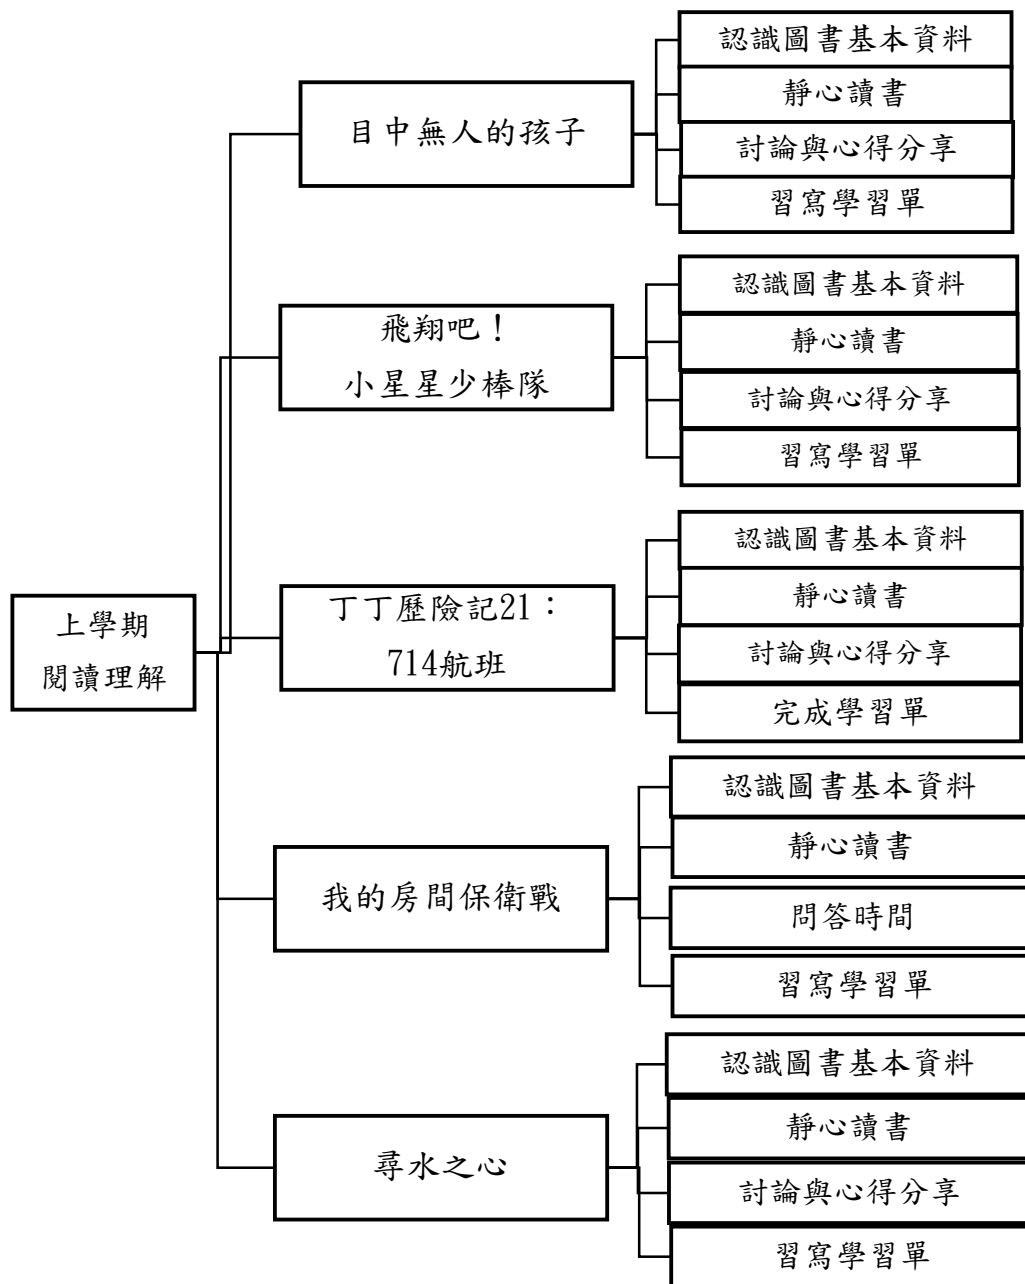 上學期
閱讀理解
目中無人的孩子
認識圖書基本資料
靜心讀書
討論與心得分享
習寫學習單
飛翔吧！
小星星少棒隊
認識圖書基本資料
靜心讀書
討論與心得分享
習寫學習單
丁丁歷險記21：
714航班
認識圖書基本資料
靜心讀書
討論與心得分享
完成學習單
我的房間保衛戰
認識圖書基本資料
靜心讀書
問答時間
習寫學習單
尋水之心
認識圖書基本資料
靜心讀書
討論與心得分享
習寫學習單